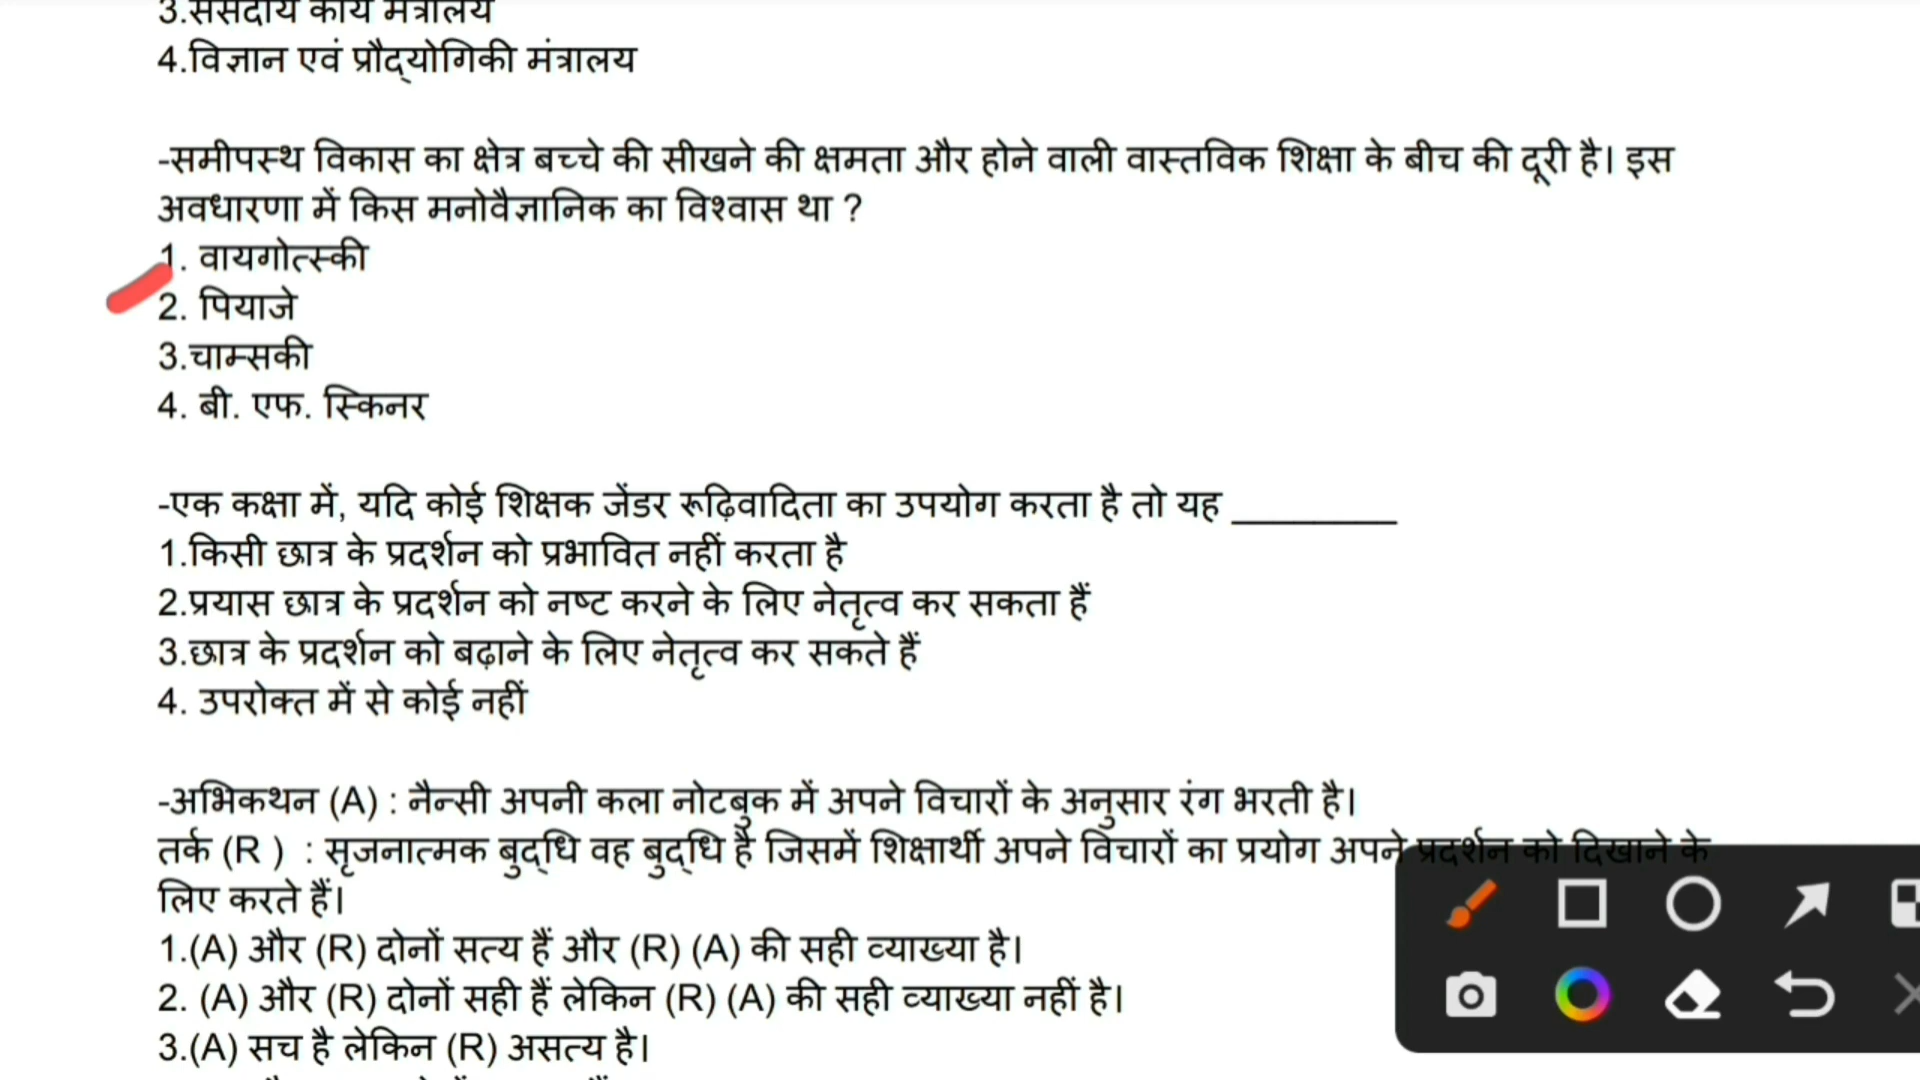 3.संसदीय कार्य मंत्रालय
4.विज्ञान एवं प्रौद्योगिकी मंत्रालय
-समीपस्थ विकास का क्षेत्र बच्चे की सीखने की क्षमता और होने वाली वास्तविक शिक्षा के बीच की दूरी है। इस
अवधारणा में किस मनोवैज्ञानिक का विश्वास था ?
1. वायगोत्स्की
2. पियाजे
3.चाम्सकी
4. बी. एफ. स्किनर
-एक कक्षा में, यदि कोई शिक्षक जेंडर रूढ़िवादिता का उपयोग करता है तो यह ________
1.किसी छात्र के प्रदर्शन को प्रभावित नहीं करता है
2.प्रयास छात्र के प्रदर्शन को नष्ट करने के लिए नेतृत्व कर सकता हैं
3.छात्र के प्रदर्शन को बढ़ाने के लिए नेतृत्व कर सकते हैं
4. उपरोक्त में से कोई नहीं
-अभिकथन (A) : नैन्सी अपनी कला नोटबुक में अपने विचारों के अनुसार रंग भरती है।
तर्क (R ) : सृजनात्मक बुद्धि वह बुद्धि है जिसमें शिक्षार्थी अपने विचारों का प्रयोग अपने प्रदर्शन को दिखाने के
लिए करते हैं।
1.(A) और (R) दोनों सत्य हैं और (R) (A) की सही व्याख्या है।
2. (A) और (R) दोनों सही हैं लेकिन (R) (A) की सही व्याख्या नहीं है।
3.(A) सच है लेकिन (R) असत्य है।